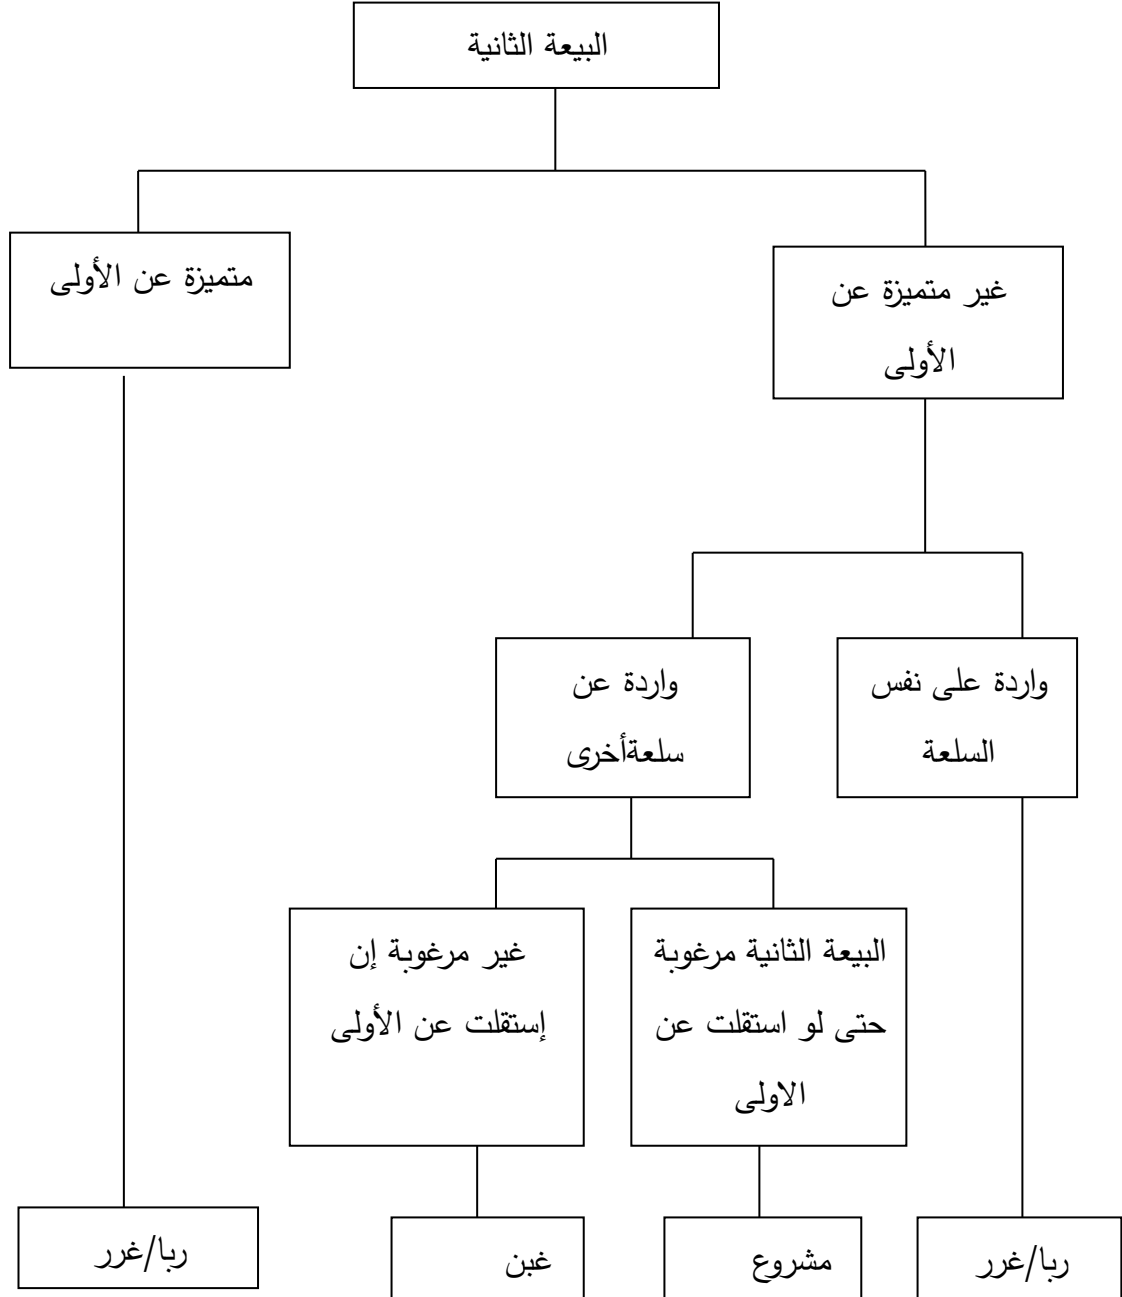 البيعة الثانية
غير متميزة عن
الأولى
متميزة عن الأولى
واردة على نفس
السلعة
واردة عن
سلعةأخرى
البيعة الثانية مرغوبة
حتى لو استقلت عن
الاولى
غير مرغوبة إن
إستقلت عن الأولى
ربا/غرر
مشروع
غبن
ربا/غرر